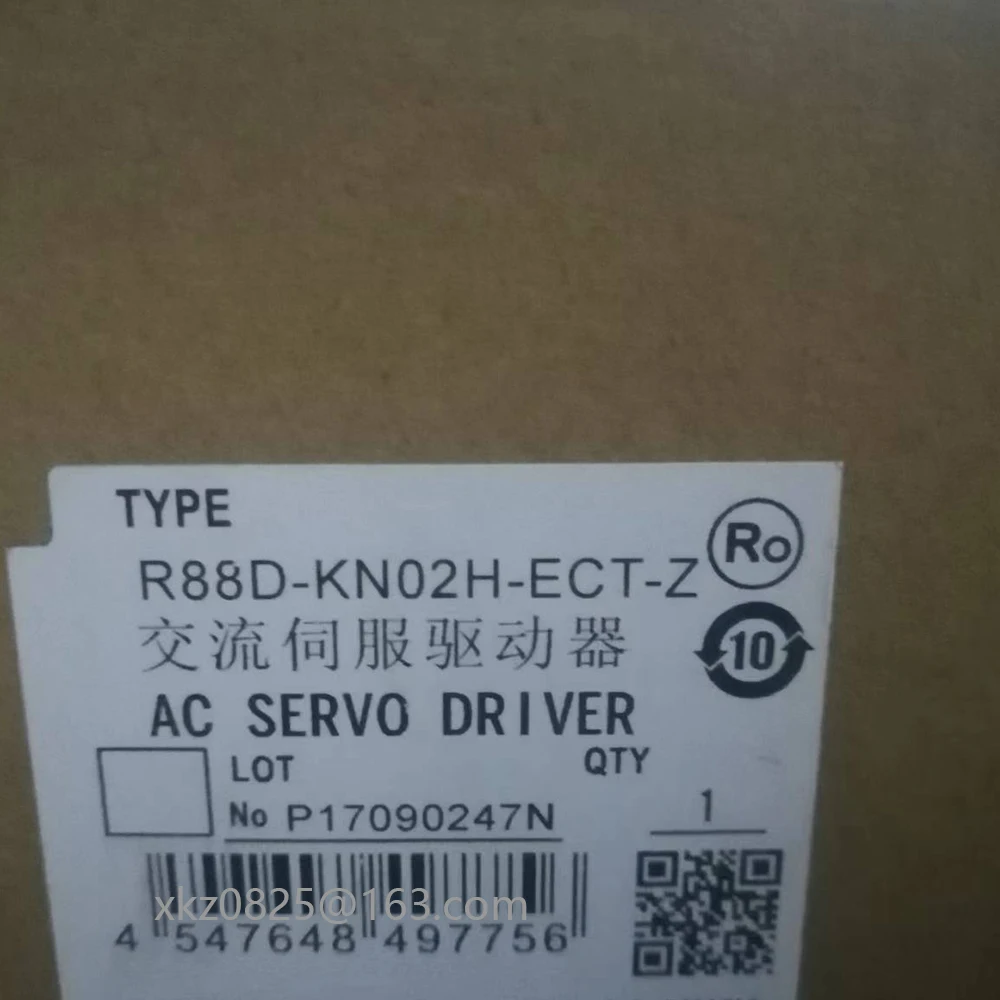 TYPE
R88D-KN02H-ECT-Z
Ro
交流伺服驱动器
10
AC SERVO DRIVER
LOT
QTY
No P17090247N
1
xkz0825@163.com
4 547648 497756